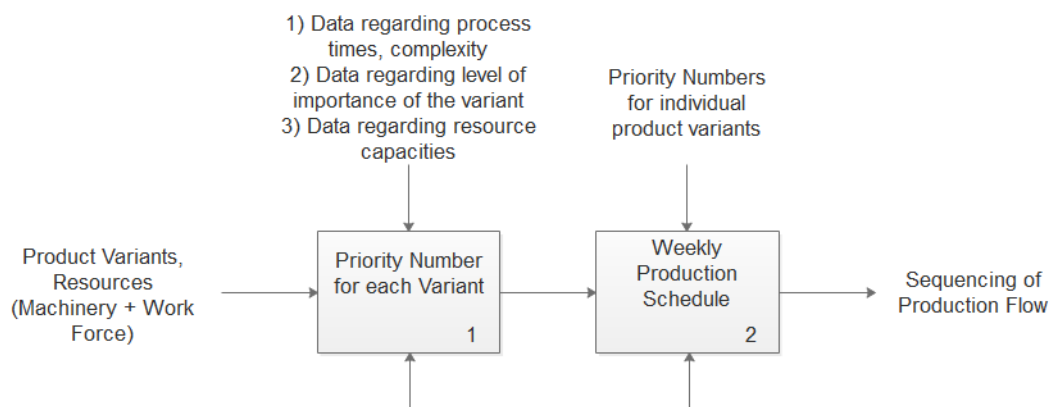 1) Data regarding process
times, complexity
2) Data regarding level of
importance of the variant
3) Data regarding resource
capacities
Priority Numbers
for individual
product variants
Product Variants,
Resources
(Machinery + Work
Force)
Priority Number
for each Variant
1
Weekly
Production
Schedule
2
Sequencing of
Production Flow